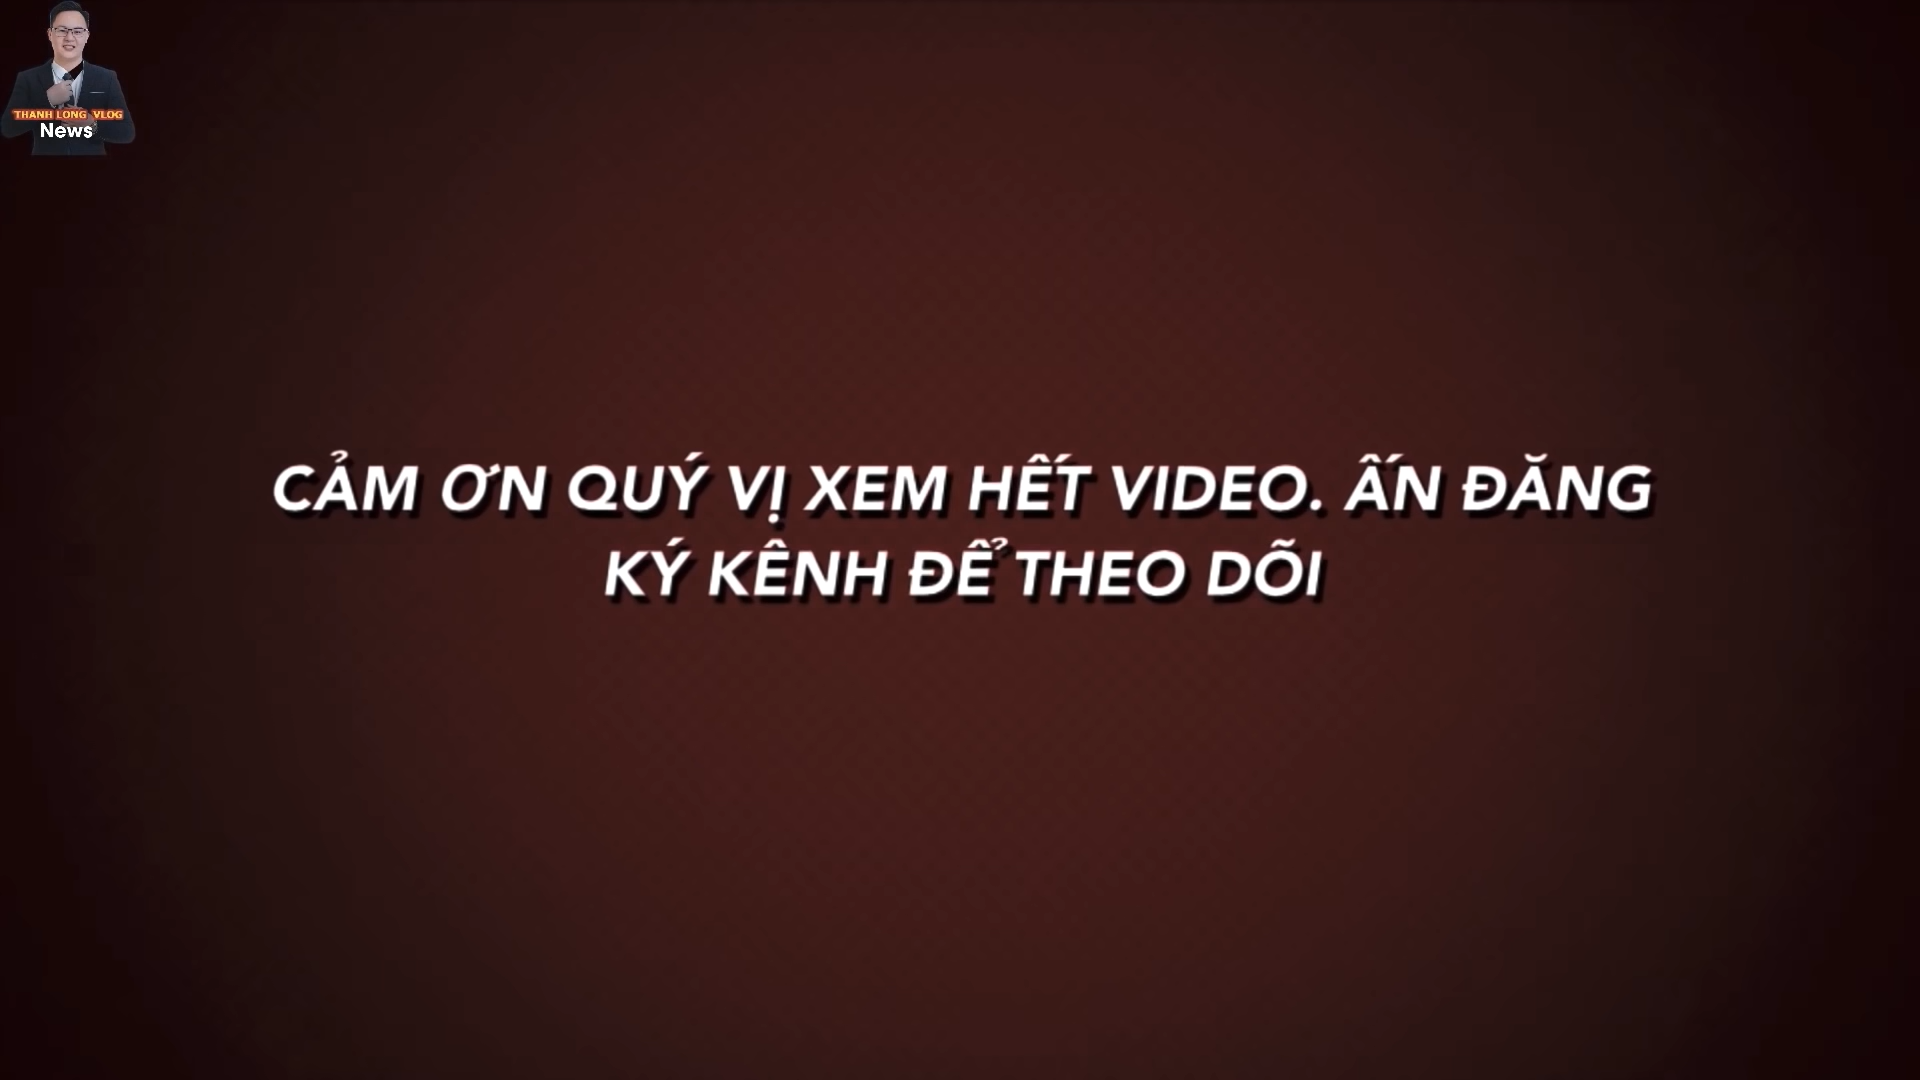 THANH LONG VLOG
News
CẢM ƠN QUÝ VỊ XEM HẾT VIDEO. ẤN ĐĂNG
KÝ KÊNH ĐỂ THEO DÕI